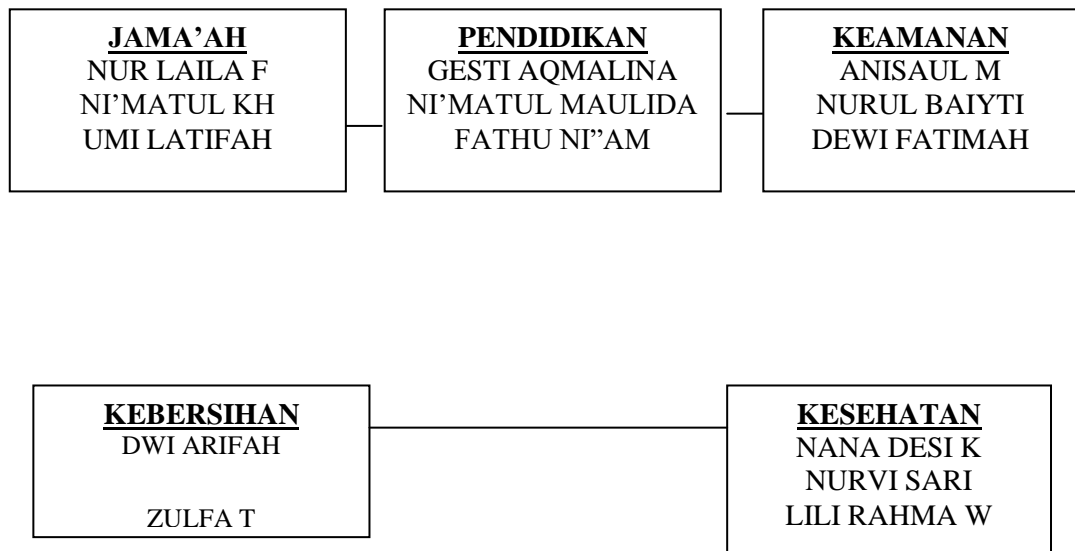 JAMA’AH
NUR LAILA F
NI’MATUL KH
UMI LATIFAH
PENDIDIKAN
GESTI AQMALINA
NI’MATUL MAULIDA
FATHU NI”AM
KEAMANAN
ANISAUL M
NURUL BAIYTI
DEWI FATIMAH
KEBERSIHAN
DWI ARIFAH
ZULFA T
KESEHATAN
NANA DESI K
NURVI SARI
LILI RAHMA W